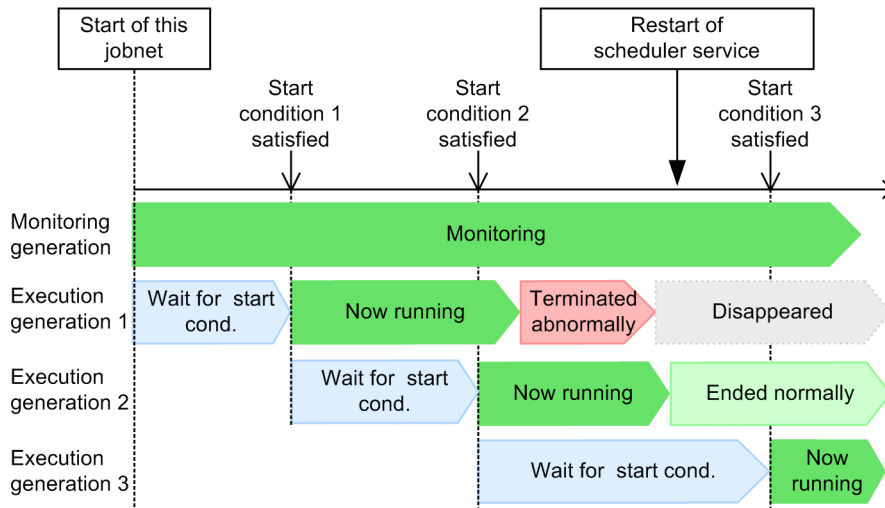 Start of this
jobnet
Restart of
scheduler service
Start
condition 1
satisfied
Start
condition 2
satisfied
Start
condition 3
satisfied
Monitoring
generation
Monitoring
Execution
generation 1
Wait for start
cond.
Now running
Terminated
abnormally
Disappeared
Execution
generation 2
Wait for start
cond.
Now running
Ended normally
Execution
generation 3
Wait for start cond.
Now
running